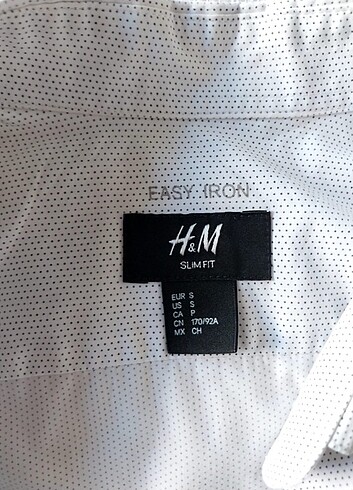 EASY IRON
H&M
SLIM FIT
EUR S
US S
CA P
CN 170/92A
MX CH